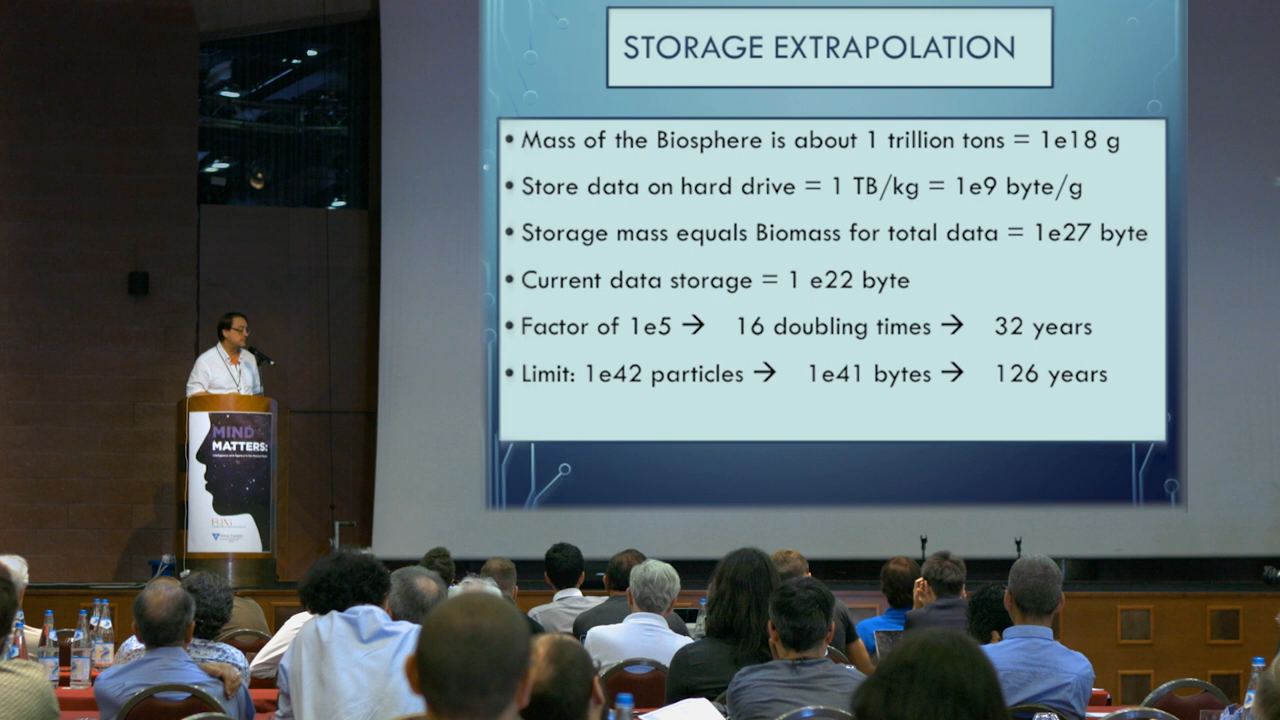 STORAGE EXTRAPOLATION
• Mass of the Biosphere is about 1 trillion tons = 1e18 g
• Store data on hard drive = 1 TB/kg = 1e9 byte/g
• Storage mass equals Biomass for total data = 1e27 byte
• Current data storage = 1 e22 byte
• Factor of 1e5 → 16 doubling times → 32 years
• Limit: 1e42 particles → 1e41 bytes → 126 years
MIND
MATTERS: